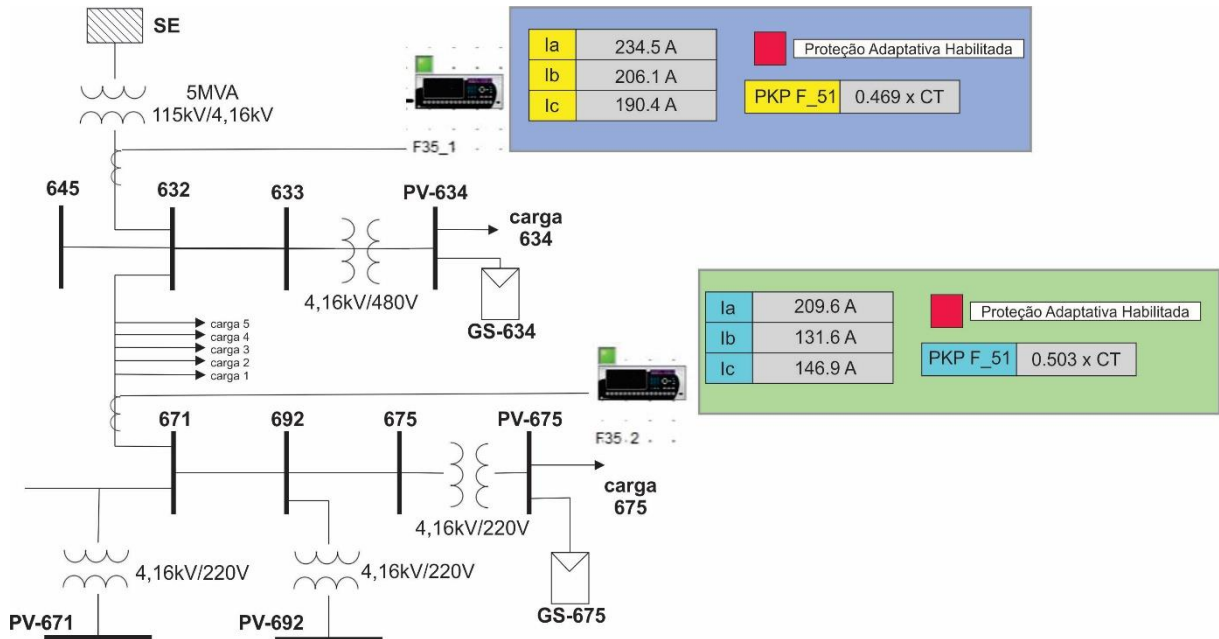 SE
5MVA
115kV/4,16kV
F35_1
Ia 234.5 A
Ib 206.1 A
Ic 190.4 A
Proteção Adaptativa Habilitada
PKP F_51 0.469 x CT
645 632 633 PV-634
carga
634
4,16kV/480V
GS-634
carga 5
carga 4
carga 3
carga 2
carga 1
F35 2
Ia 209.6 A
Ib 131.6 A
Ic 146.9 A
Proteção Adaptativa Habilitada
PKP F_51 0.503 x CT
671 692 675 PV-675
carga
675
4,16kV/220V
GS-675
4,16kV/220V
4,16kV/220V
PV-671
PV-692